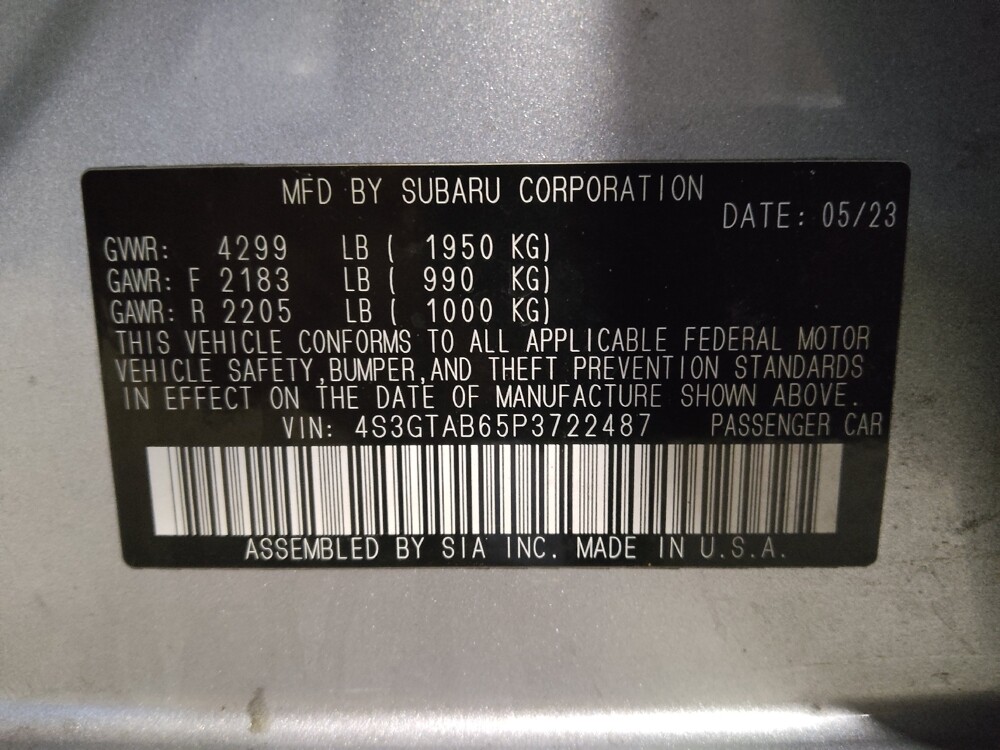 MFD BY SUBARU CORPORATION
DATE: 05/23
GVWR: 4299 LB ( 1950 KG)
GAWR: F 2183 LB ( 990 KG)
GAWR: R 2205 LB ( 1000 KG)
THIS VEHICLE CONFORMS TO ALL APPLICABLE FEDERAL MOTOR
VEHICLE SAFETY,BUMPER,AND THEFT PREVENTION STANDARDS
IN EFFECT ON THE DATE OF MANUFACTURE SHOWN ABOVE.
VIN: 4S3GTAB65P3722487 PASSENGER CAR
ASSEMBLED BY SIA INC. MADE IN U.S.A.